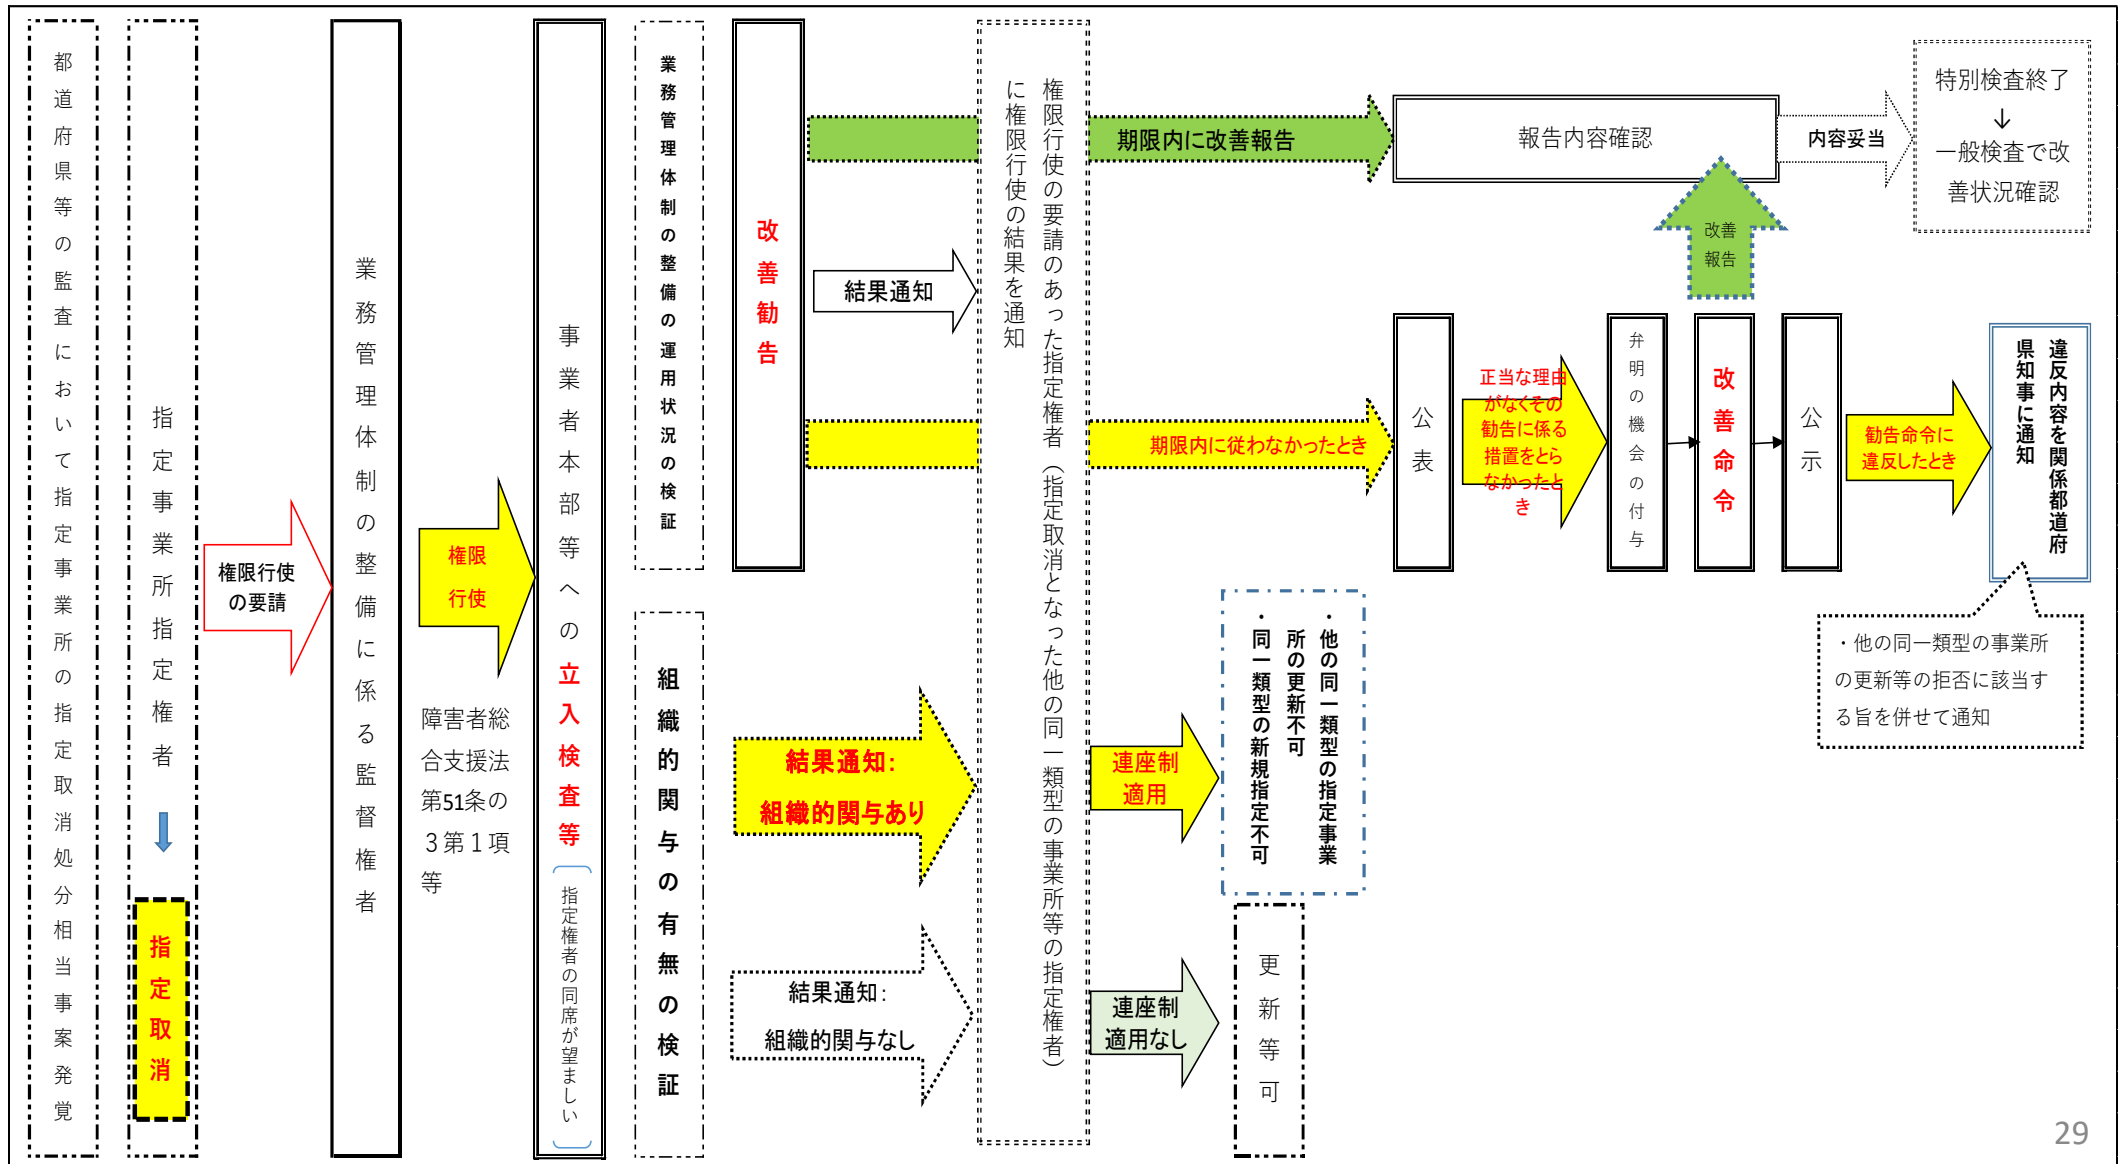 都道府県等の監査において指定事業所の指定取消処分相当事案発覚
指定事業所指定権者
指定取消
権限行使
の要請
業務管理体制の整備に係る監督権者
権限
行使
障害者総
合支援法
第51条の
３第１項
等
事業者本部等への立入検査等
指定権者の同席が望ましい
業務管理体制の整備の運用状況の検証
組織的関与の有無の検証
改善勧告
結果通知
結果通知：
組織的関与あり
結果通知：
組織的関与なし
権限行使の要請のあった指定権者（指定取消となった他の同一類型の事業所等の指定権者）
に権限行使の結果を通知
期限内に改善報告
報告内容確認
内容妥当
特別検査終了
↓
一般検査で改
善状況確認
改善
報告
期限内に従わなかったとき
公表
正当な理由
がなくその
勧告に係る
措置をとら
なかったと
き
弁明の機会の付与
改善命令
公示
勧告命令に
違反したとき
違反内容を関係都道府
県知事に通知
・他の同一類型の事業所
の更新等の拒否に該当す
る旨を併せて通知
連座制
適用
・他の同一類型の指定事業
所の更新不可
・同一類型の新規指定不可
連座制
適用なし
更新等可
29